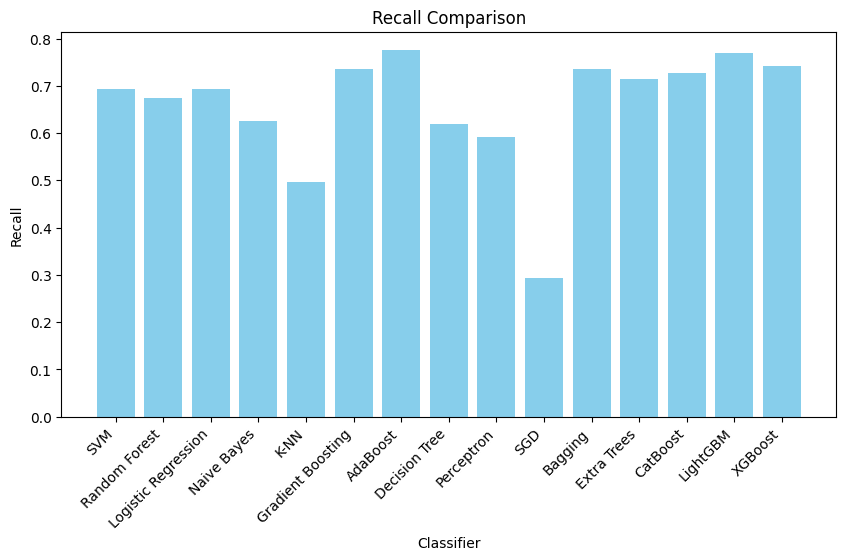 Recall Comparison
Recall
0.8
0.7
0.6
0.5
0.4
0.3
0.2
0.1
0.0
SVM
Random Forest
Logistic Regression
Naive Bayes
K-NN
Gradient Boosting
AdaBoost
Decision Tree
Perceptron
SGD
Bagging
Extra Trees
CatBoost
LightGBM
XGBoost
Classifier